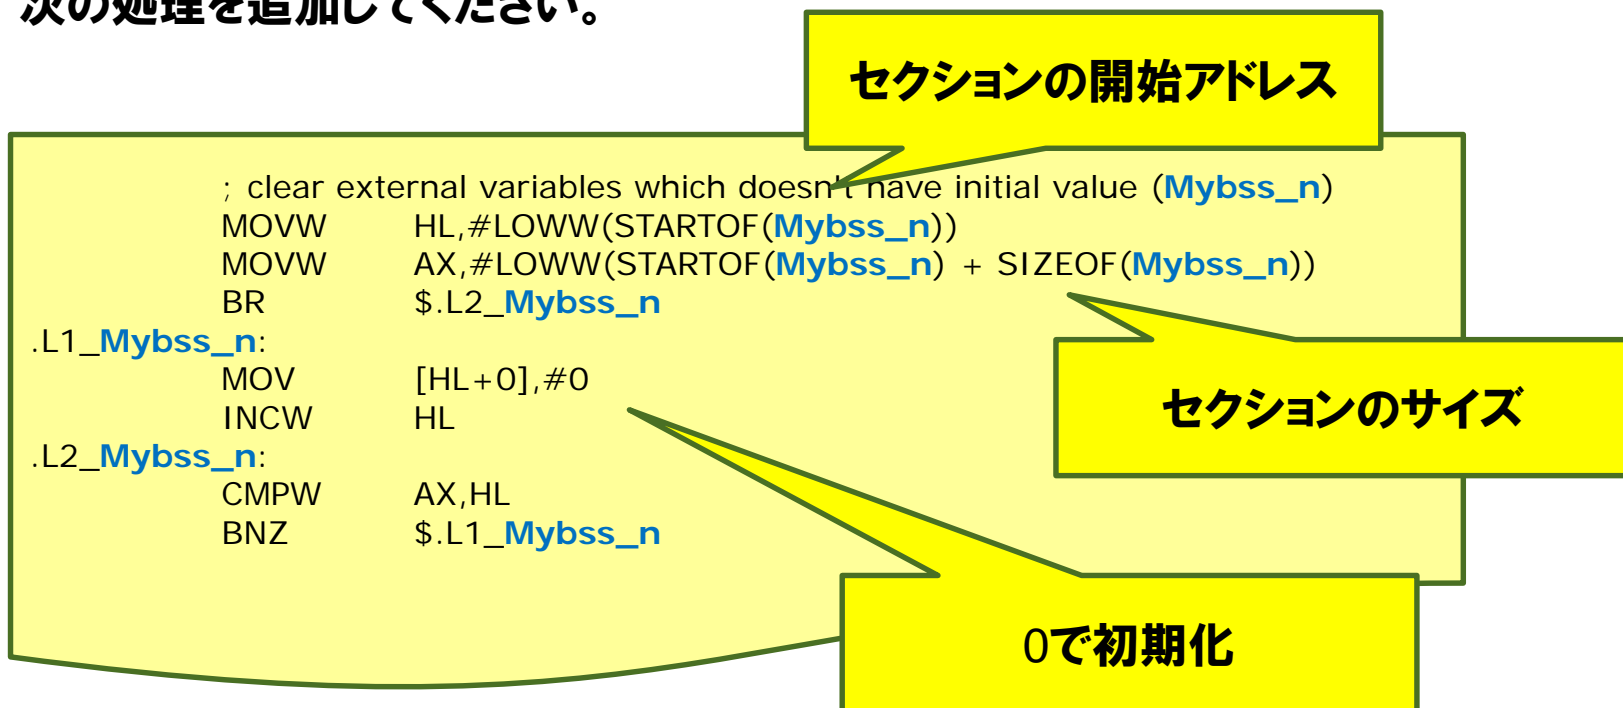 次の処理を追加してください。
セクションの開始アドレス
; clear external variables which doesn't have initial value (Mybss_n)
MOVW HL,#LOWW(STARTOF(Mybss_n))
MOVW AX,#LOWW(STARTOF(Mybss_n) + SIZEOF(Mybss_n))
BR $.L2_Mybss_n
.L1_Mybss_n:
MOV [HL+0],#0
INCW HL
セクションのサイズ
.L2_Mybss_n:
CMPW AX,HL
BNZ $.L1_Mybss_n
0で初期化